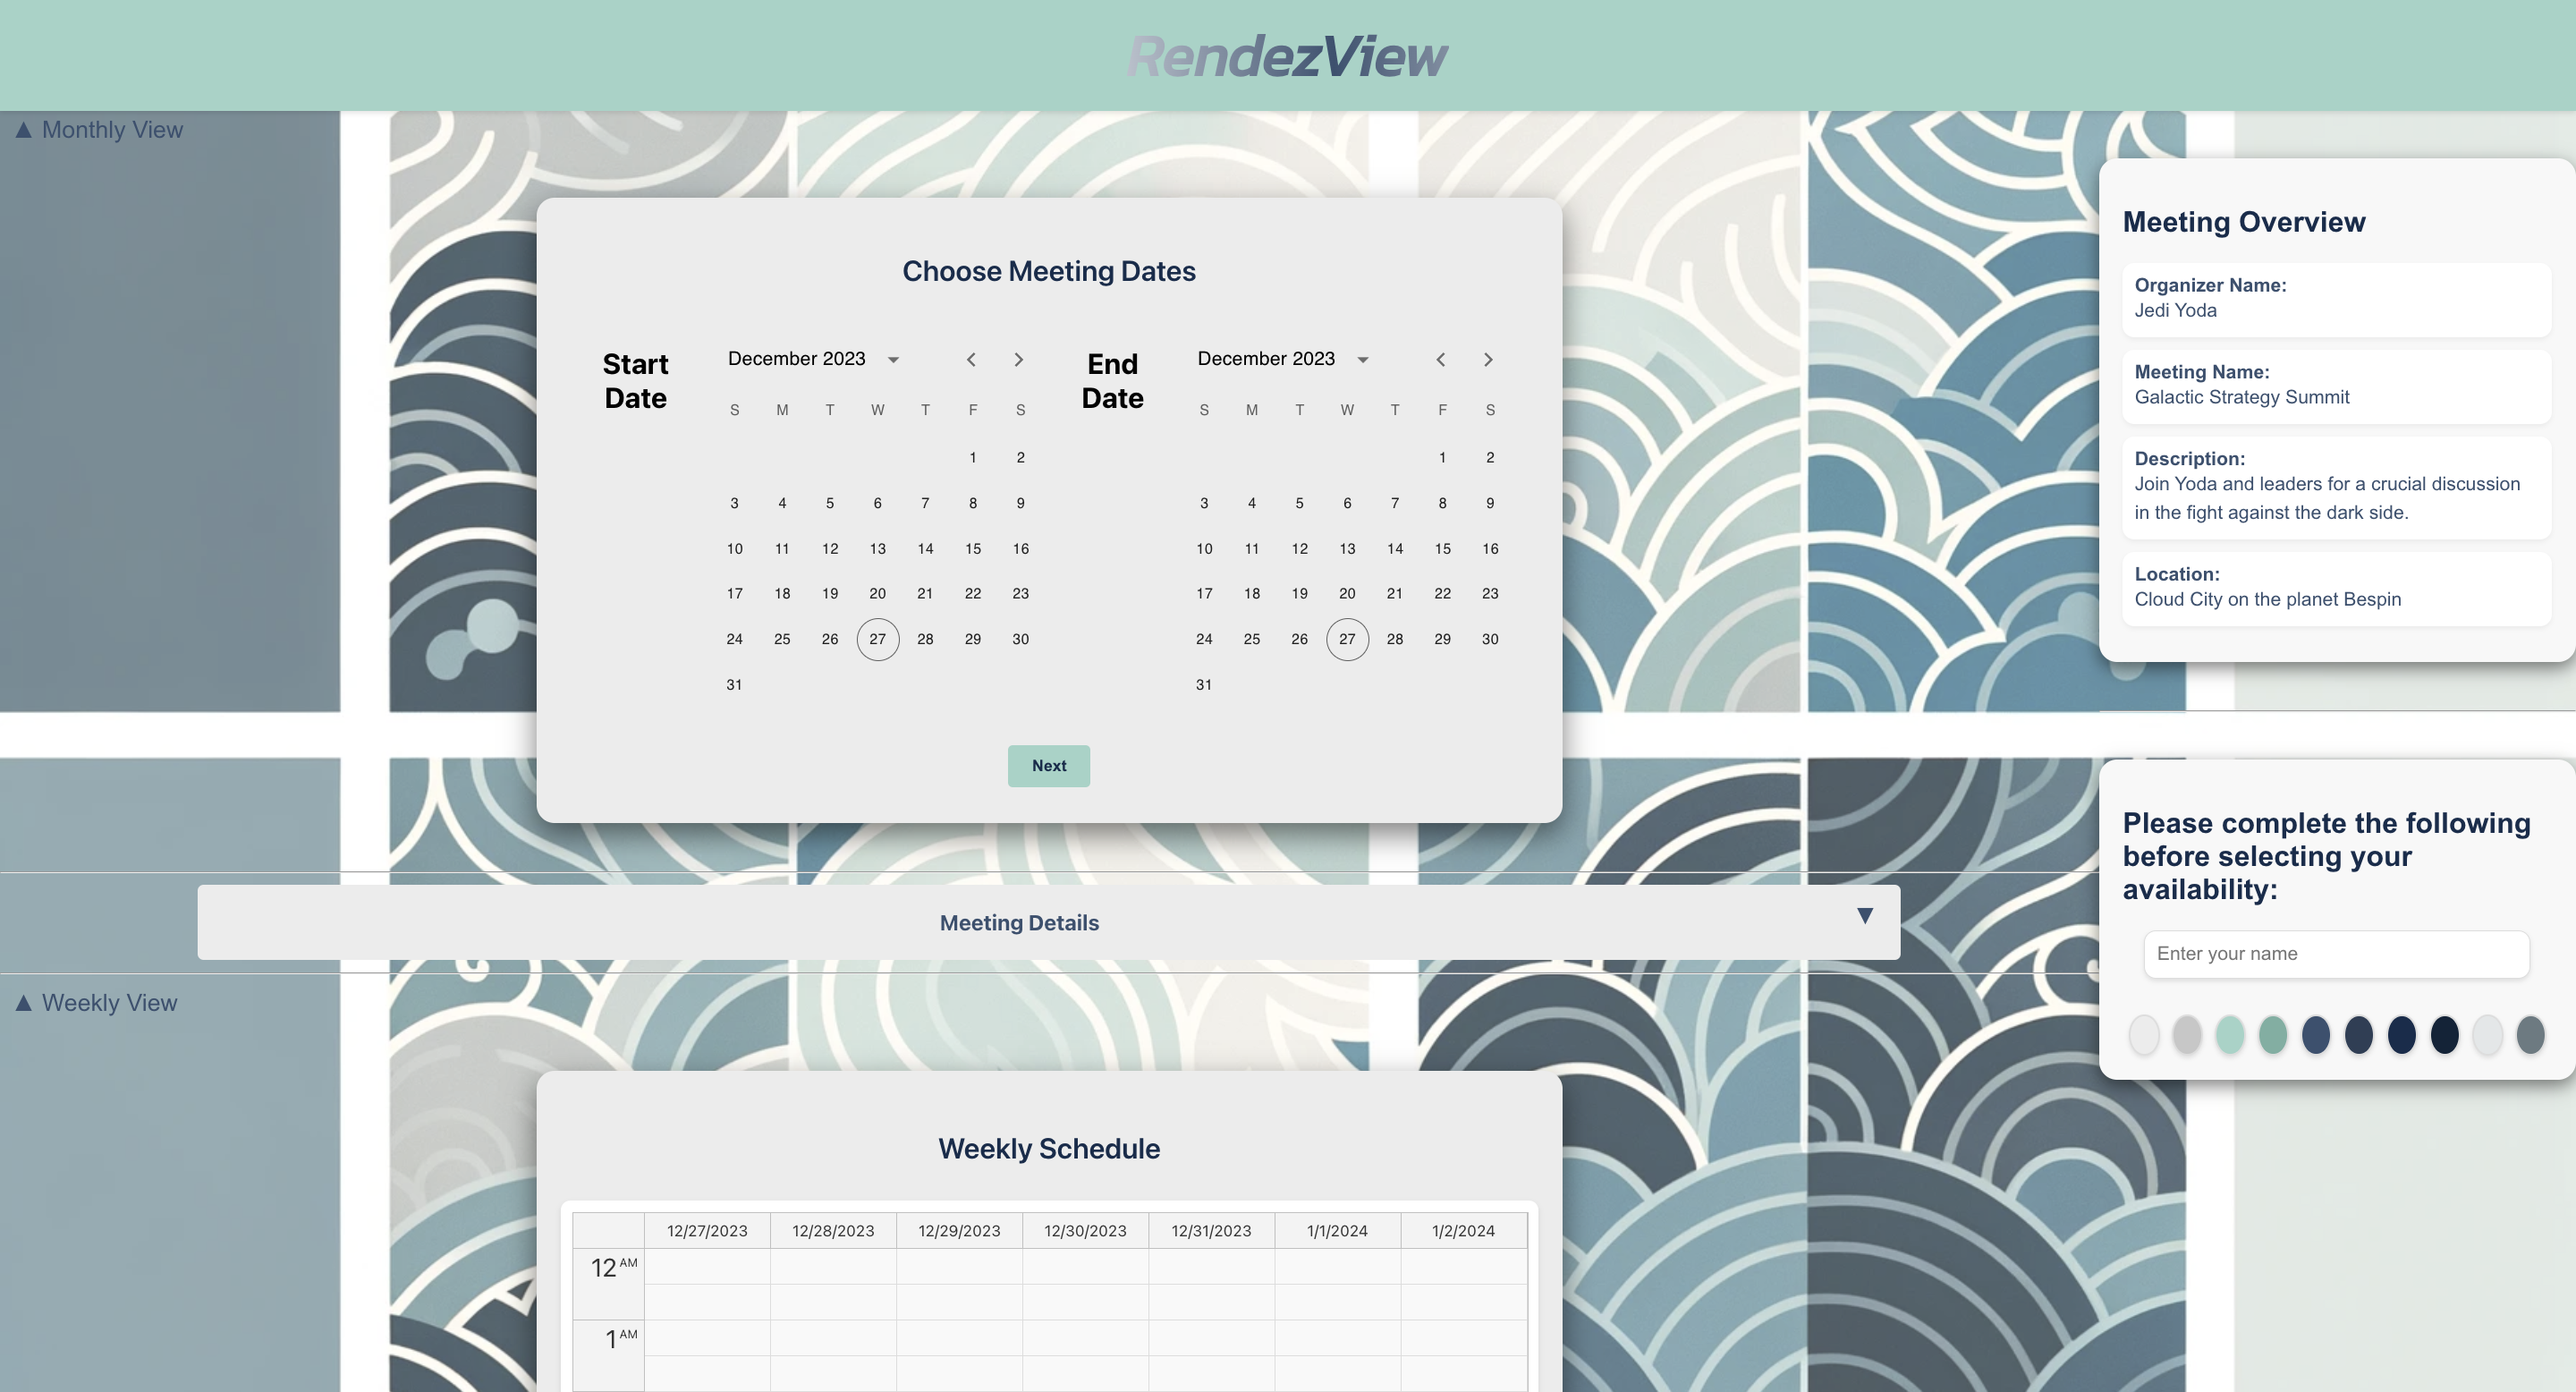 RendezView
▲ Monthly View
Choose Meeting Dates
Start
Date
December 2023
S M T W T F S
1 2
3 4 5 6 7 8 9
10 11 12 13 14 15 16
17 18 19 20 21 22 23
24 25 26 27 28 29 30
31
End
Date
December 2023
S M T W T F S
1 2
3 4 5 6 7 8 9
10 11 12 13 14 15 16
17 18 19 20 21 22 23
24 25 26 27 28 29 30
31
Next
Meeting Details ▼
▲ Weekly View
Weekly Schedule
12/27/2023 12/28/2023 12/29/2023 12/30/2023 12/31/2023 1/1/2024 1/2/2024
12 AM
1 AM
Meeting Overview
Organizer Name:
Jedi Yoda
Meeting Name:
Galactic Strategy Summit
Description:
Join Yoda and leaders for a crucial discussion
in the fight against the dark side.
Location:
Cloud City on the planet Bespin
Please complete the following
before selecting your
availability:
Enter your name